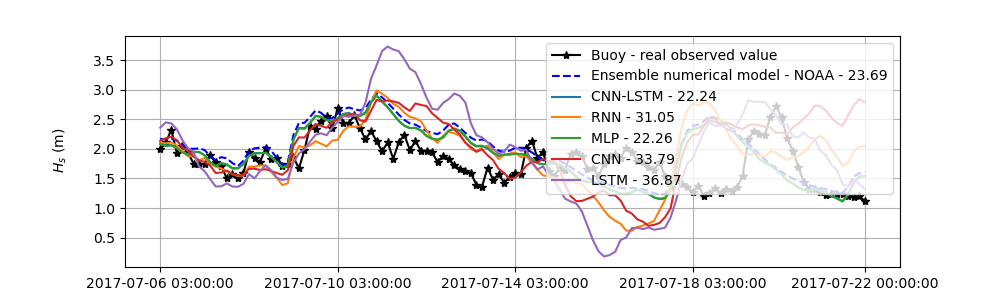 3.5
3.0
2.5
2.0
1.5
1.0
0.5
Hs (m)
Buoy - real observed value
Ensemble numerical model - NOAA - 23.69
CNN-LSTM - 22.24
RNN - 31.05
MLP - 22.26
CNN - 33.79
LSTM - 36.87
2017-07-06 03:00:00
2017-07-10 03:00:00
2017-07-14 03:00:00
2017-07-18 03:00:00
2017-07-22 00:00:00